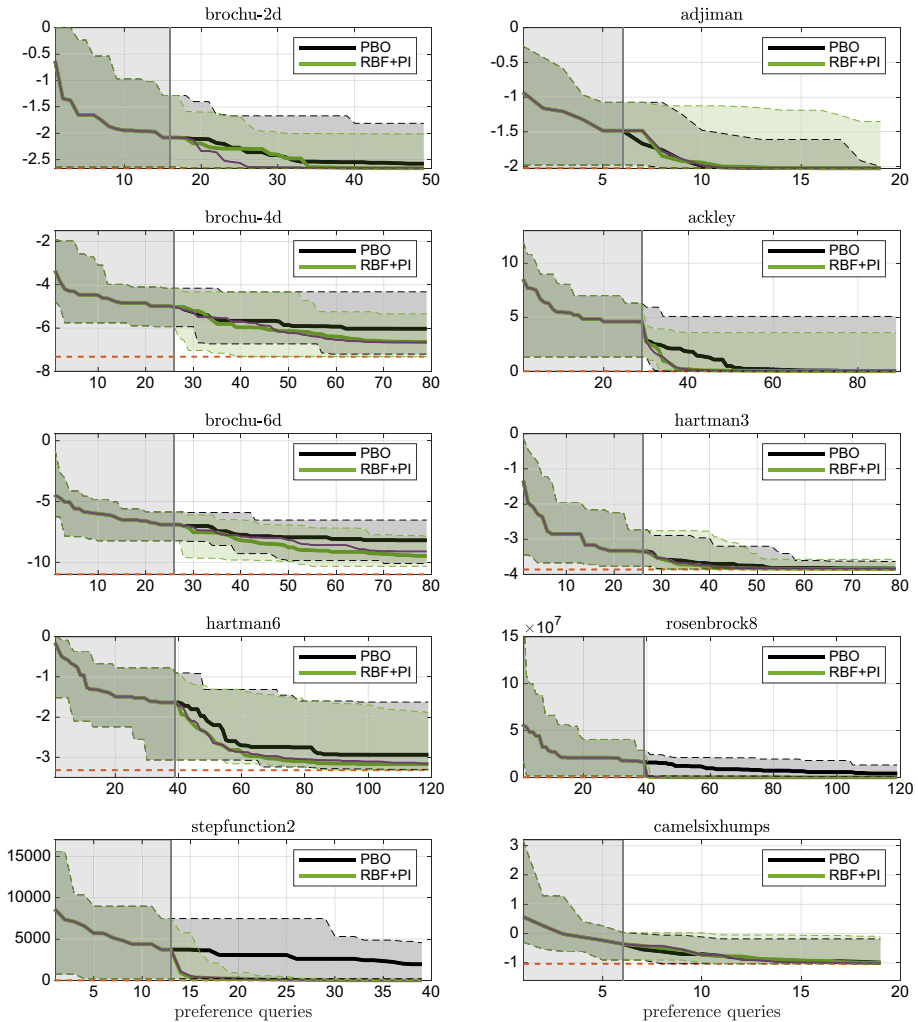 brochu-2d
0
-0.5
-1
-1.5
-2
-2.5
PBO
RBF+PI
10 20 30 40 50
adjiman
0
-0.5
-1
-1.5
-2
PBO
RBF+PI
5 10 15 20
brochu-4d
-2
-4
-6
-8
PBO
RBF+PI
10 20 30 40 50 60 70 80
ackley
10
5
0
PBO
RBF+PI
20 40 60 80
brochu-6d
0
-5
-10
PBO
RBF+PI
10 20 30 40 50 60 70 80
hartman3
0
-1
-2
-3
-4
PBO
RBF+PI
10 20 30 40 50 60 70 80
hartman6
0
-1
-2
-3
PBO
RBF+PI
20 40 60 80 100 120
rosenbrock8
×10⁷
15
10
5
0
PBO
RBF+PI
20 40 60 80 100 120
stepfunction2
15000
10000
5000
0
PBO
RBF+PI
5 10 15 20 25 30 35 40
preference queries
camelsixhumps
3
2
1
0
-1
PBO
RBF+PI
5 10 15 20
preference queries